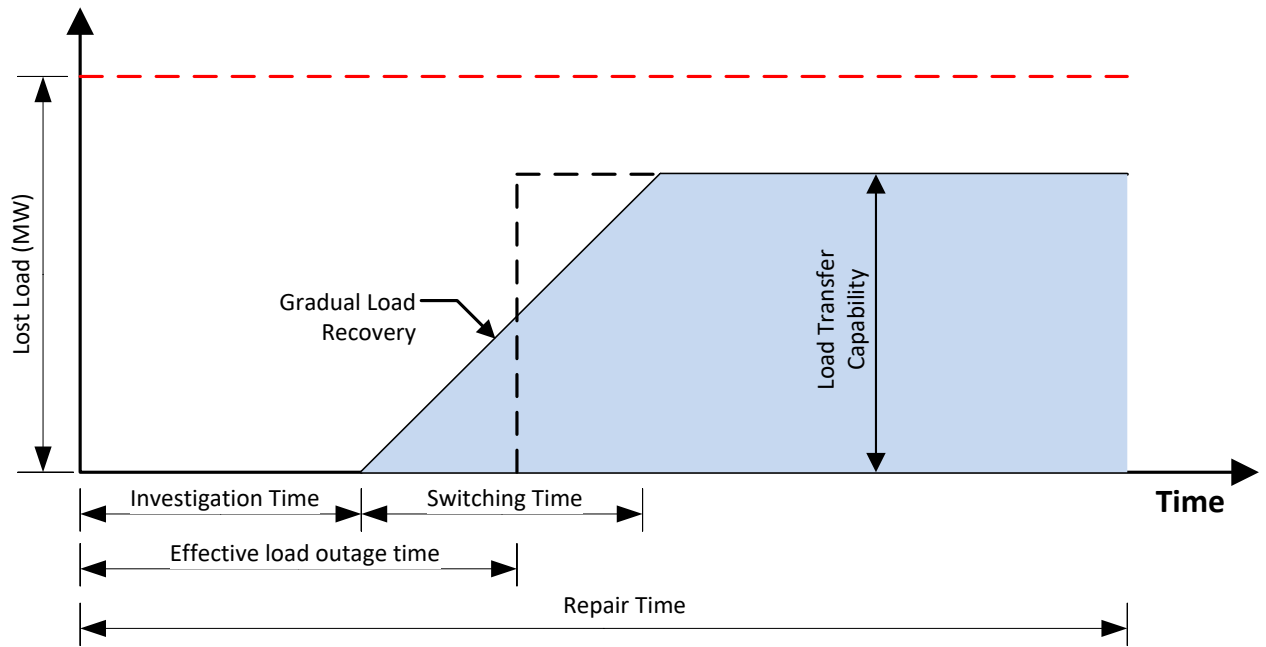 Lost Load (MW)
Gradual Load
Recovery
Load Transfer
Capability
Investigation Time
Switching Time
Time
Effective load outage time
Repair Time